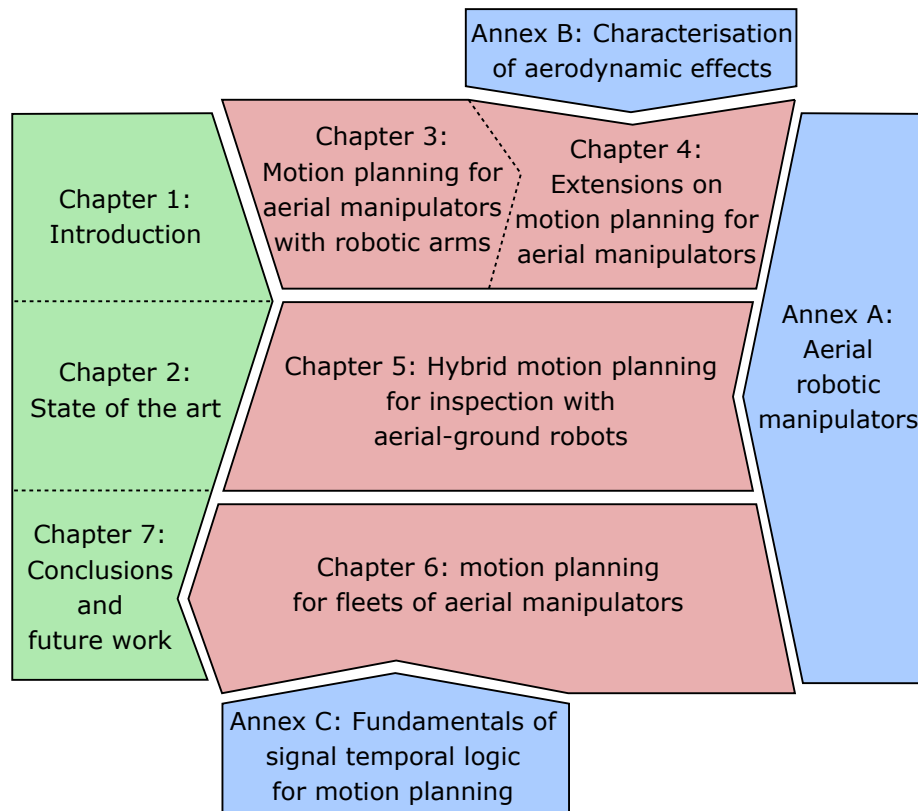 Annex B: Characterisation
of aerodynamic effects
Chapter 1:
Introduction
Chapter 2:
State of the art
Chapter 7:
Conclusions
and
future work
Chapter 3:
Motion planning for
aerial manipulators
with robotic arms
Chapter 4:
Extensions on
motion planning for
aerial manipulators
Chapter 5: Hybrid motion planning
for inspection with
aerial-ground robots
Chapter 6: motion planning
for fleets of aerial manipulators
Annex A:
Aerial
robotic
manipulators
Annex C: Fundamentals of
signal temporal logic
for motion planning